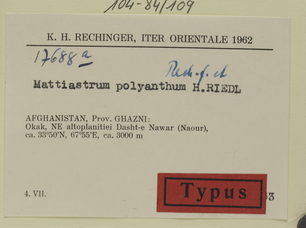 104-84/109
K. H. RECHINGER, ITER ORIENTALE 1962
17688a
Mattiastrum polyanthum H.RIEDL
AFGHANISTAN, Prov. GHAZNI:
Okak, NE altoplanitiei Dasht-e Nawar (Naour),
ca. 33°50'N, 67°55'E, ca. 3000 m
4. VII.
Typus